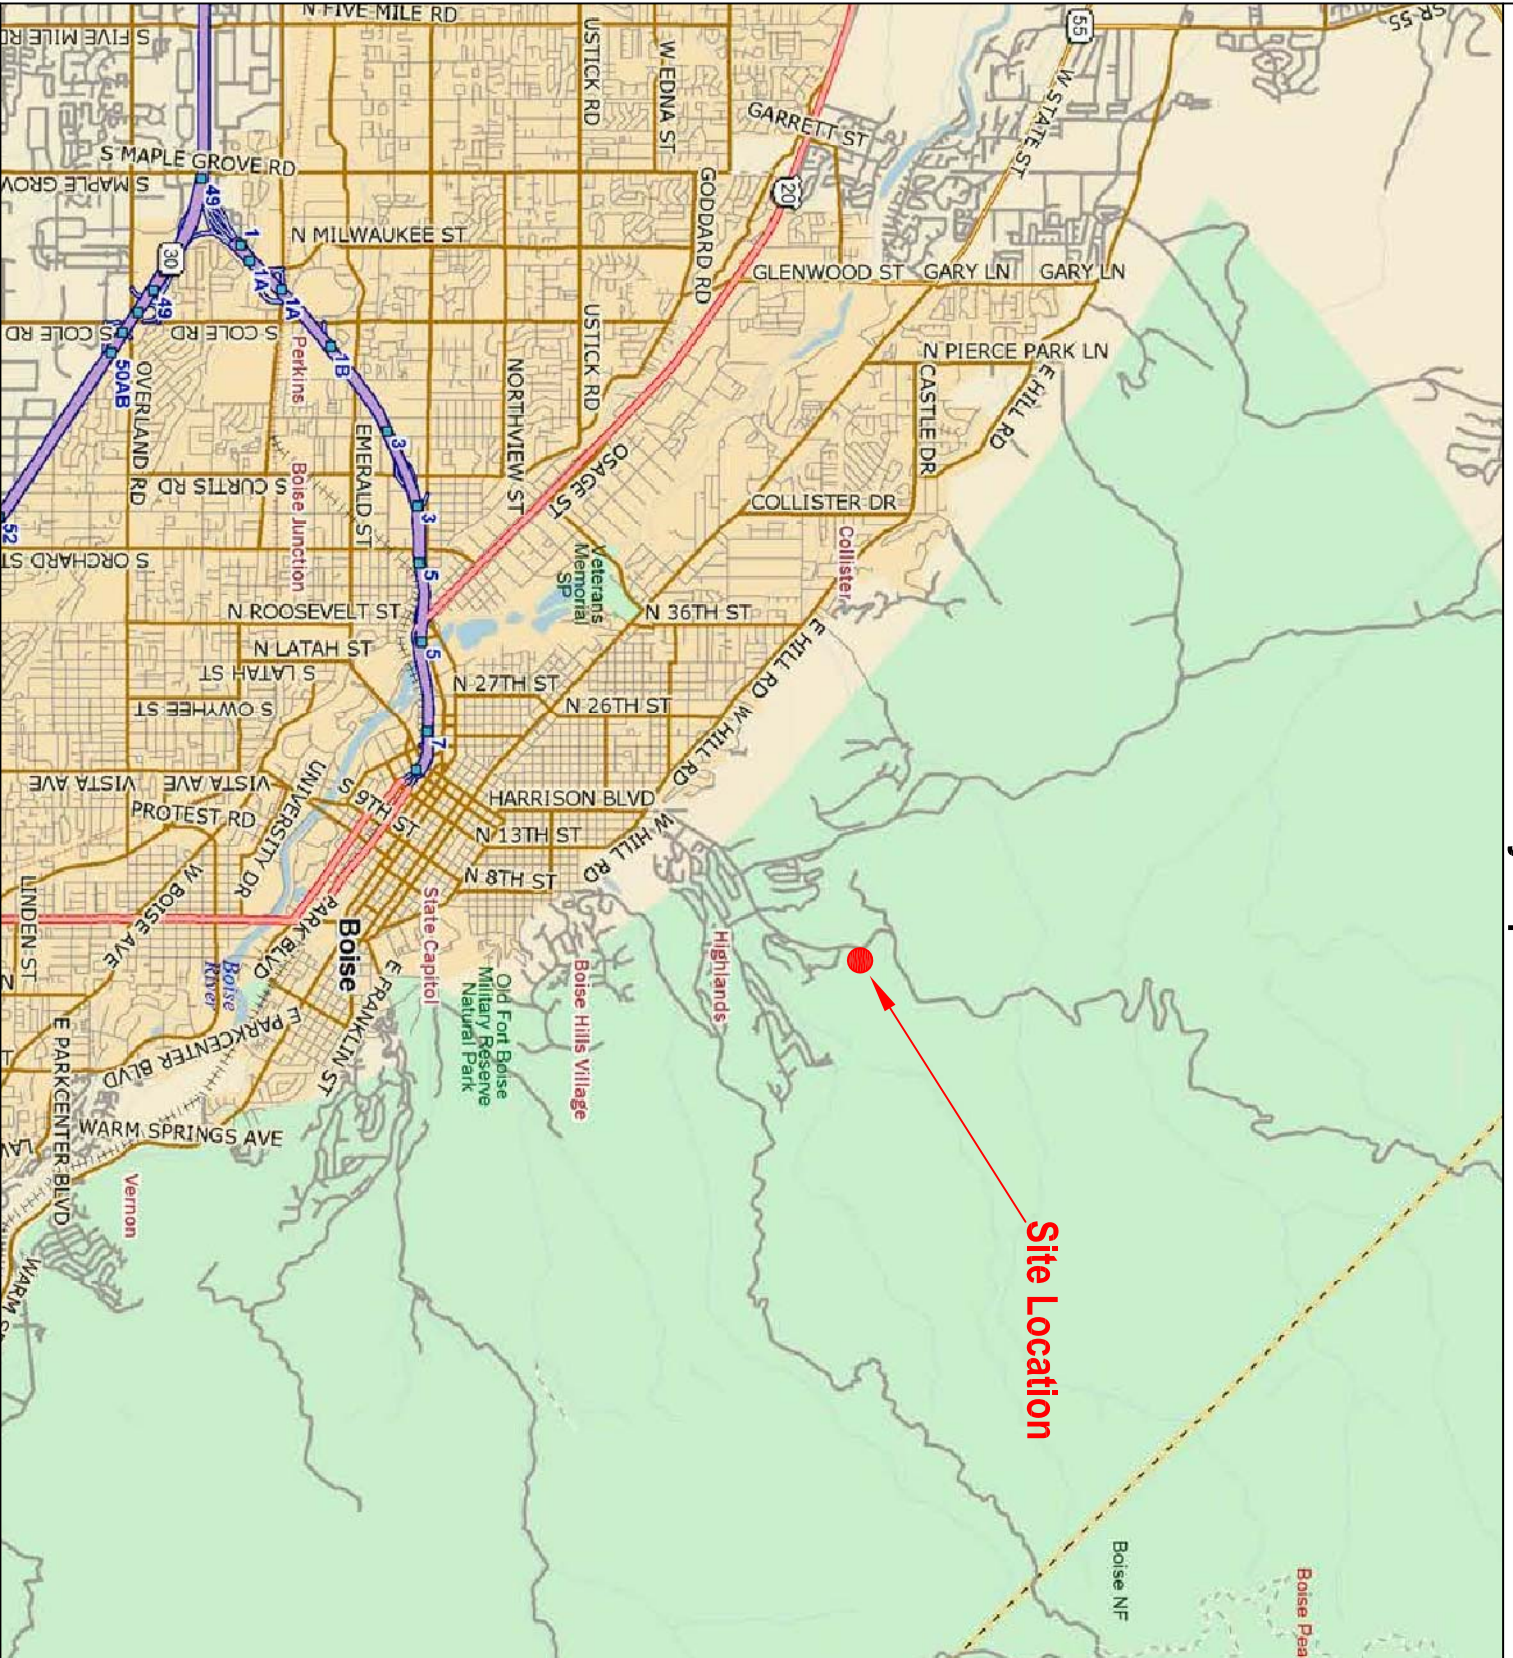 N FIVE MILE RD
S FIVE MILE RD
USTICK RD
W EDNA ST
55
SR 55
W STATE ST
GARRETT ST
S MAPLE GROVE RD
S MAPLE GROV
49
20
GODDARD RD
N MILWAUKEE ST
1
1A
30
GLENWOOD ST
GARY LN
GARY LN
49
1A
S COLE RD
S COLE RD
USTICK RD
Perkins
1B
50AB
OVERLAND RD
NORTHVIEW ST
N PIERCE PARK LN
CASTLE DR
E HILL RD
EMERALD ST
3
OSAGE ST
S CURTIS RD
Boise Junction
3
COLLISTER DR
Collister
52
S ORCHARD ST
5
Veterans
Memorial
SP
N ROOSEVELT ST
N 36TH ST
E HILL RD
N LATAH ST
5
S LATAH ST
N 27TH ST
N 26TH ST
S OWYHEE ST
7
W HILL RD
VISTA AVE
VISTA AVE
VISTA AVE
UNIVERSITY DR
S 9TH ST
HARRISON BLVD
PROTEST RD
N 13TH ST
W HILL RD
N 8TH ST
LINDEN ST
W BOISE AVE
PARK BLVD
Boise
State Capitol
Highlands
Boise
River
E FRANKLIN ST
Old Fort Boise
Military Reserve
Natural Park
Boise Hills Village
N
E PARKCENTER BLVD
E PARKCENTER BLVD
WARM SPRINGS AVE
Vernon
Site Location
WARM S
Boise NF
Boise Pea